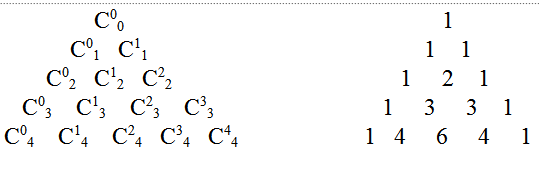 C⁰₀ 1
C⁰₁ C¹₁ 1 1
C⁰₂ C¹₂ C²₂ 1 2 1
C⁰₃ C¹₃ C²₃ C³₃ 1 3 3 1
C⁰₄ C¹₄ C²₄ C³₄ C⁴₄ 1 4 6 4 1